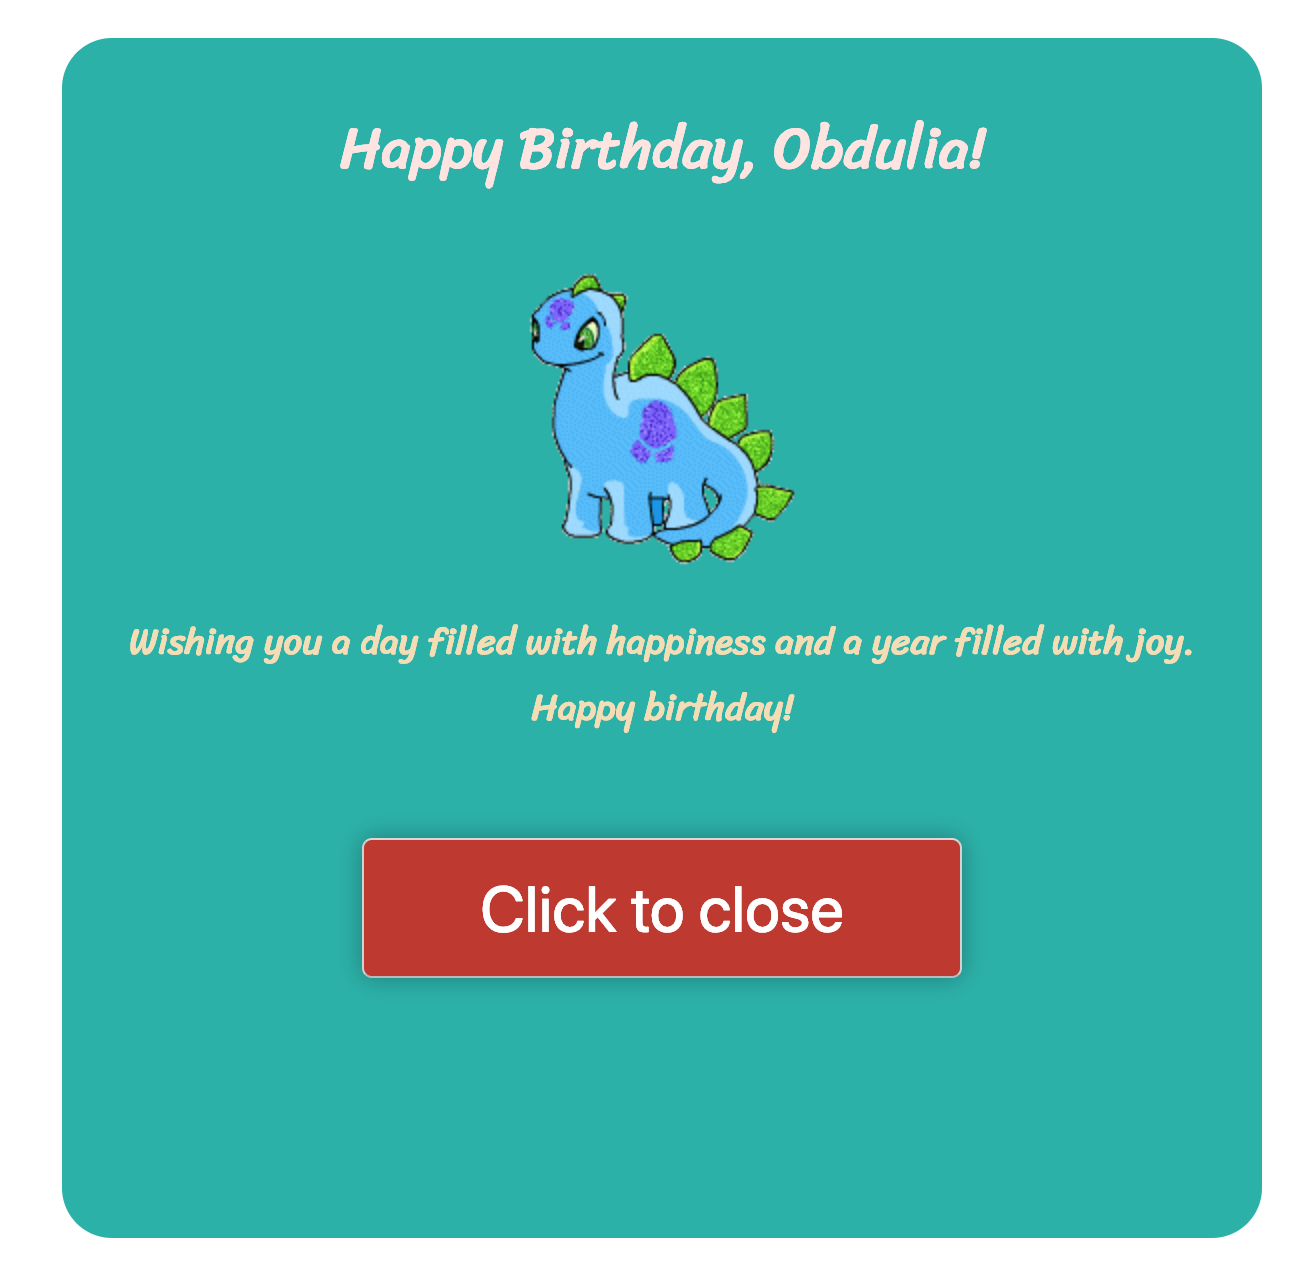 Happy Birthday, Obdulia!
Wishing you a day filled with happiness and a year filled with joy.
Happy birthday!
Click to close